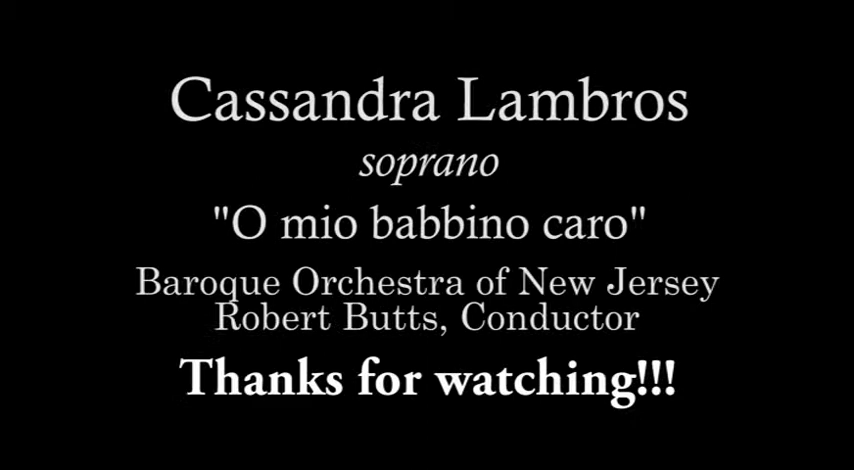 Cassandra Lambros
soprano
"O mio babbino caro"
Baroque Orchestra of New Jersey
Robert Butts, Conductor
Thanks for watching!!!